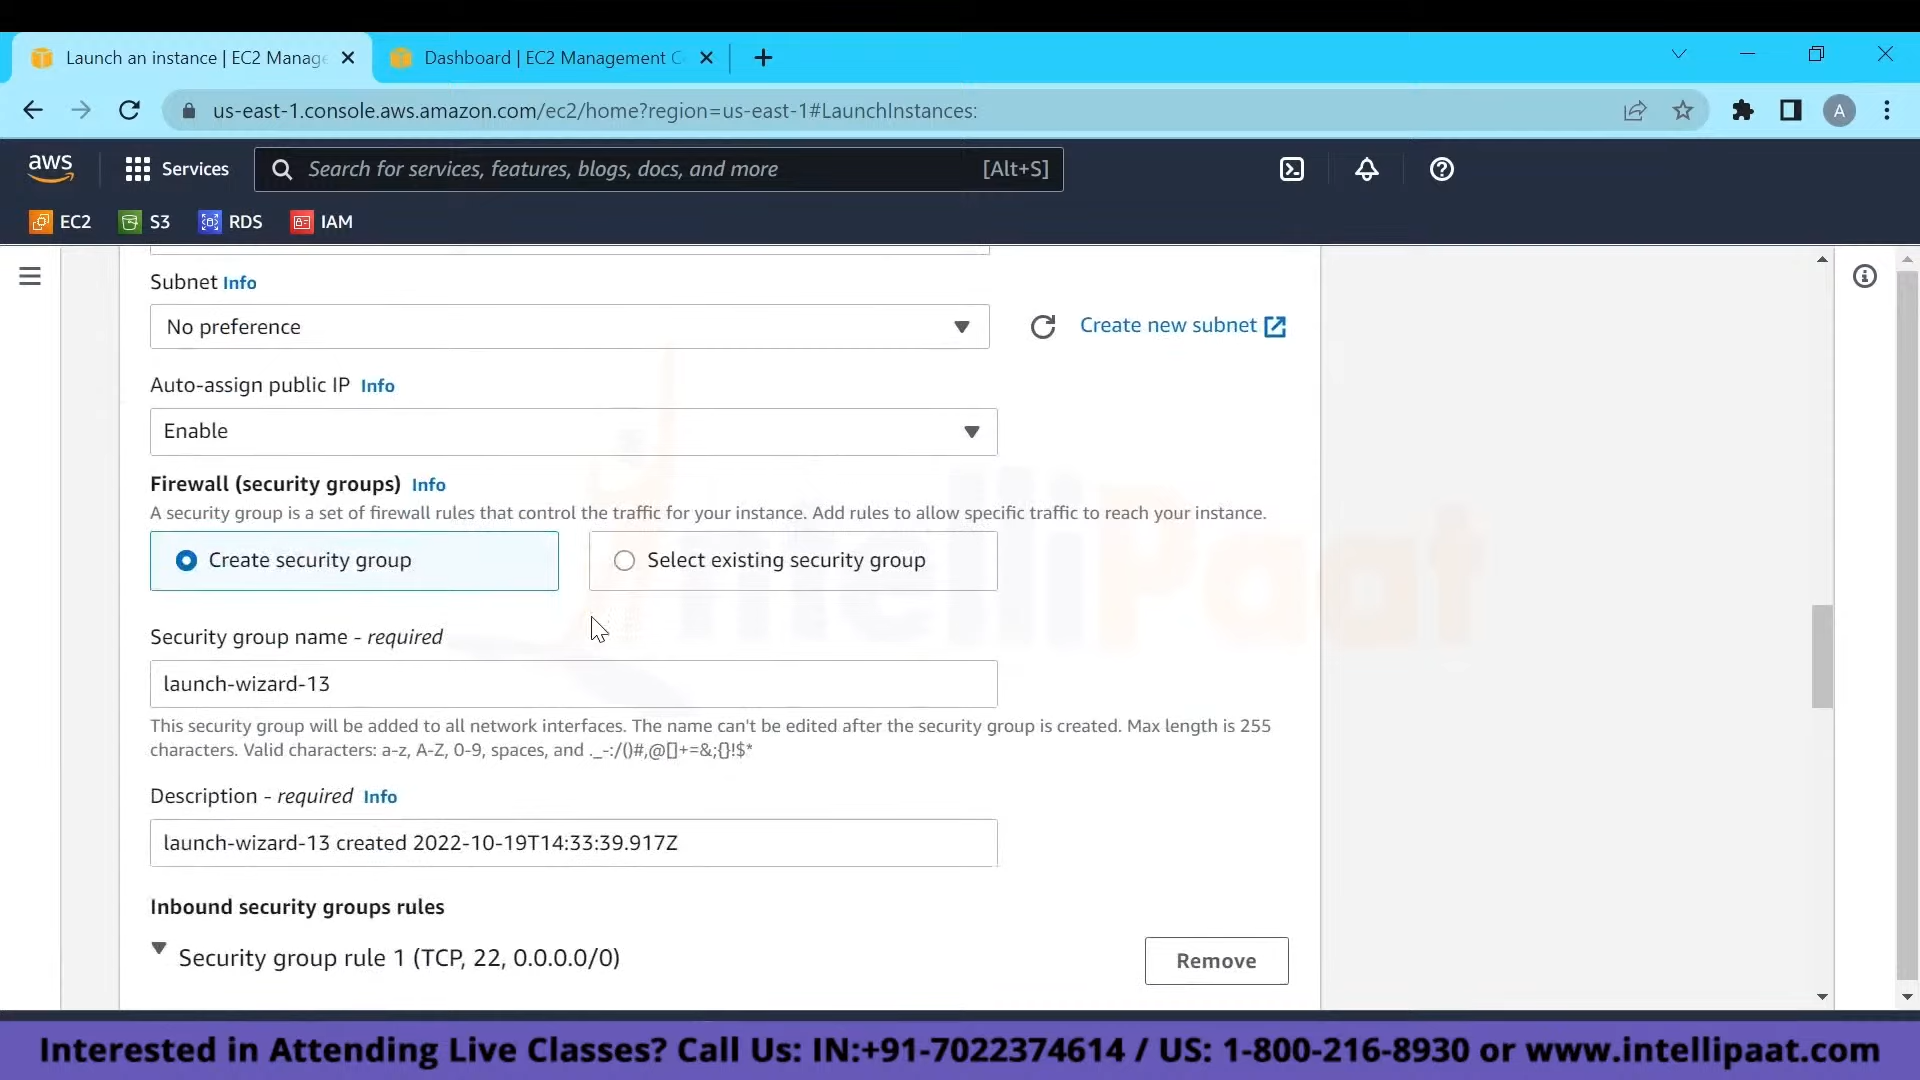 Launch an instance | EC2 Manage
Dashboard | EC2 Management C
us-east-1.console.aws.amazon.com/ec2/home?region=us-east-1#LaunchInstances:
A
aws
Services
Search for services, features, blogs, docs, and more
[Alt+S]
EC2
S3
RDS
IAM
Subnet Info
No preference
Create new subnet
Auto-assign public IP Info
Enable
Firewall (security groups) Info
A security group is a set of firewall rules that control the traffic for your instance. Add rules to allow specific traffic to reach your instance.
Create security group
Select existing security group
IntelliPaat
Security group name - required
launch-wizard-13
This security group will be added to all network interfaces. The name can't be edited after the security group is created. Max length is 255
characters. Valid characters: a-z, A-Z, 0-9, spaces, and ._-:/()#,@[]+=&;{}!$*
Description - required Info
launch-wizard-13 created 2022-10-19T14:33:39.917Z
Inbound security groups rules
Security group rule 1 (TCP, 22, 0.0.0.0/0)
Remove
Interested in Attending Live Classes? Call Us: IN:+91-7022374614 / US: 1-800-216-8930 or www.intellipaat.com